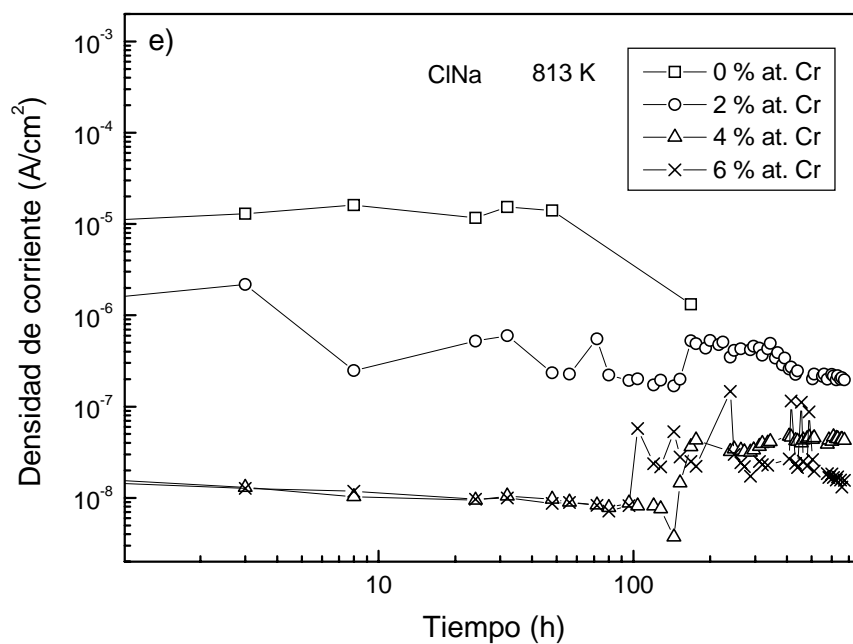 e)
ClNa 813 K
0 % at. Cr
2 % at. Cr
4 % at. Cr
6 % at. Cr
10^-3
10^-4
10^-5
10^-6
10^-7
10^-8
Densidad de corriente (A/cm^2)
10
100
Tiempo (h)